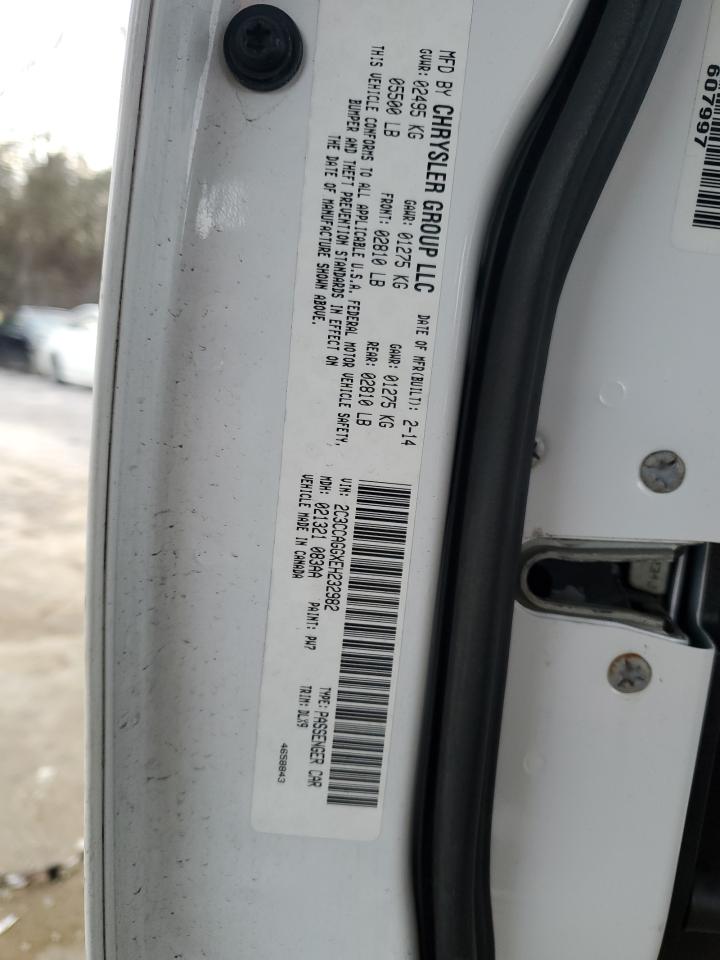 MFD BY CHRYSLER GROUP LLC
DATE OF MFR(BUILT): 2-14
GVWR: 02495 KG GAWR: 01275 KG GAWR: 01275 KG
05500 LB FRONT: 02810 LB REAR: 02810 LB
THIS VEHICLE CONFORMS TO ALL APPLICABLE U.S.A. FEDERAL MOTOR VEHICLE SAFETY,
BUMPER AND THEFT PREVENTION STANDARDS IN EFFECT ON
THE DATE OF MANUFACTURE SHOWN ABOVE.
VIN: 2C3CCAGGXEH232982
TYPE: PASSENGER CAR
MDH: 021321 083AA PAINT: PW7 TRIM: DLX9
VEHICLE MADE IN CANADA
4658843
607997